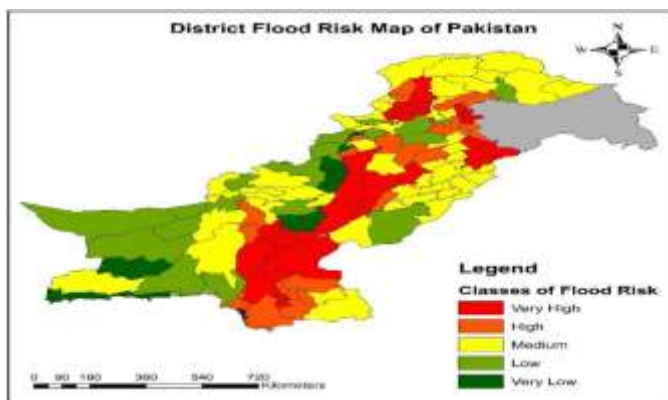 District Flood Risk Map of Pakistan
N
W E
S
Legend
Classes of Flood Risk
Very High
High
Medium
Low
Very Low
0 90 180 360 540 720
Kilometers